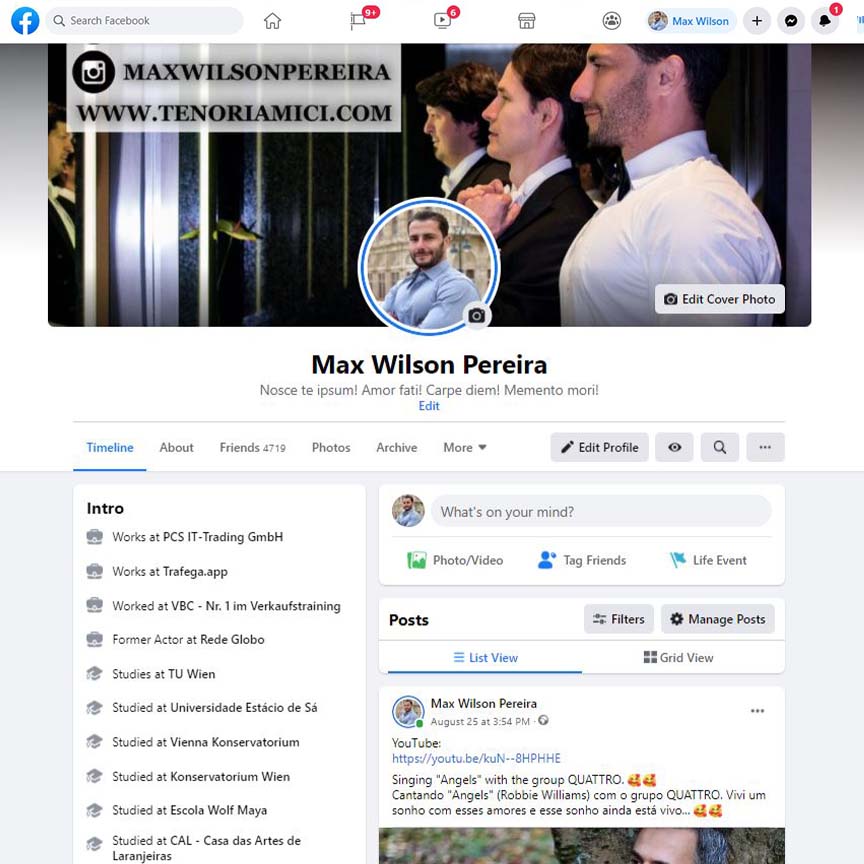 Search Facebook
9+
6
Max Wilson
1
MAXWILSONPEREIRA
WWW.TENORIAMICI.COM
Edit Cover Photo
Max Wilson Pereira
Nosce te ipsum! Amor fati! Carpe diem! Memento mori!
Edit
Timeline
About
Friends 4719
Photos
Archive
More
Edit Profile
Intro
Works at PCS IT-Trading GmbH
Works at Trafega.app
Worked at VBC - Nr. 1 im Verkaufstraining
Former Actor at Rede Globo
Studies at TU Wien
Studied at Universidade Estácio de Sá
Studied at Vienna Konservatorium
Studied at Konservatorium Wien
Studied at Escola Wolf Maya
Studied at CAL - Casa das Artes de
Laranjeiras
What's on your mind?
Photo/Video
Tag Friends
Life Event
Posts
Filters
Manage Posts
List View
Grid View
Max Wilson Pereira
August 25 at 3:54 PM ·
YouTube:
https://youtu.be/kuN--8HPHHE
Singing "Angels" with the group QUATTRO. 🥰🥰
Cantando "Angels" (Robbie Williams) com o grupo QUATTRO. Vivi um
sonho com esses amores e esse sonho ainda está vivo... 🥰🥰